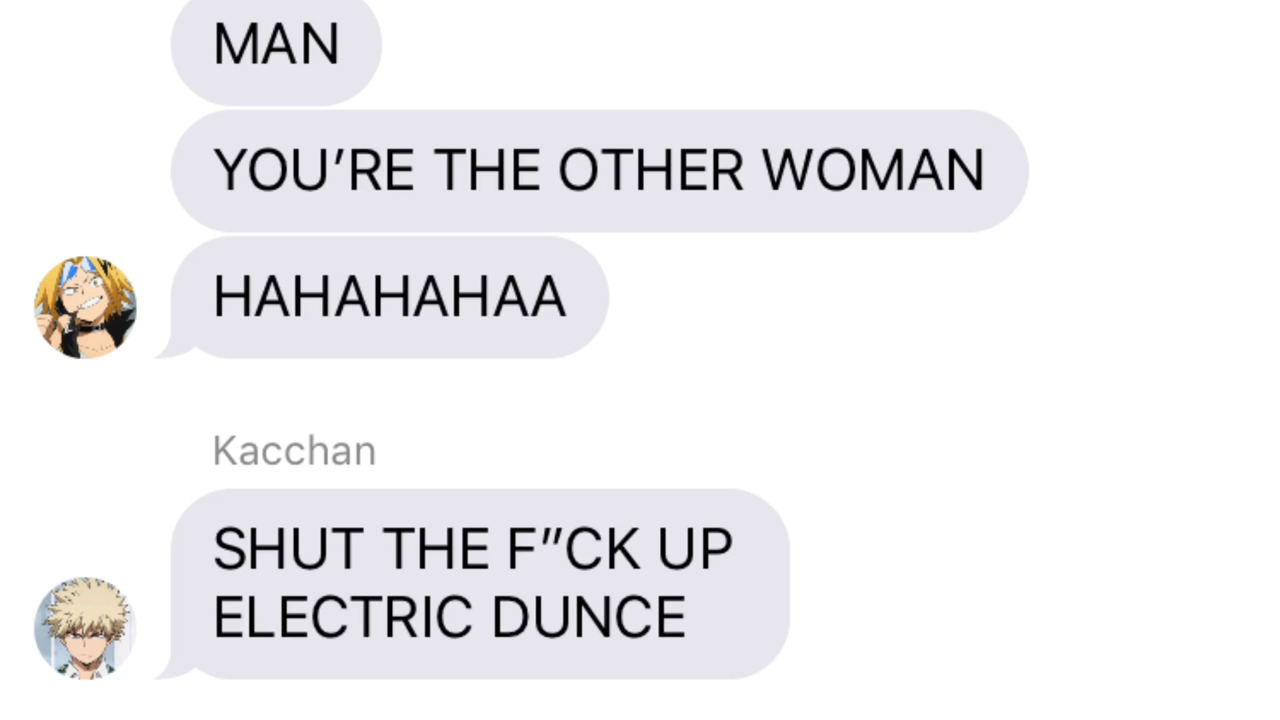 MAN
YOU’RE THE OTHER WOMAN
HAHAHAHAA
Kacchan
SHUT THE F”CK UP
ELECTRIC DUNCE